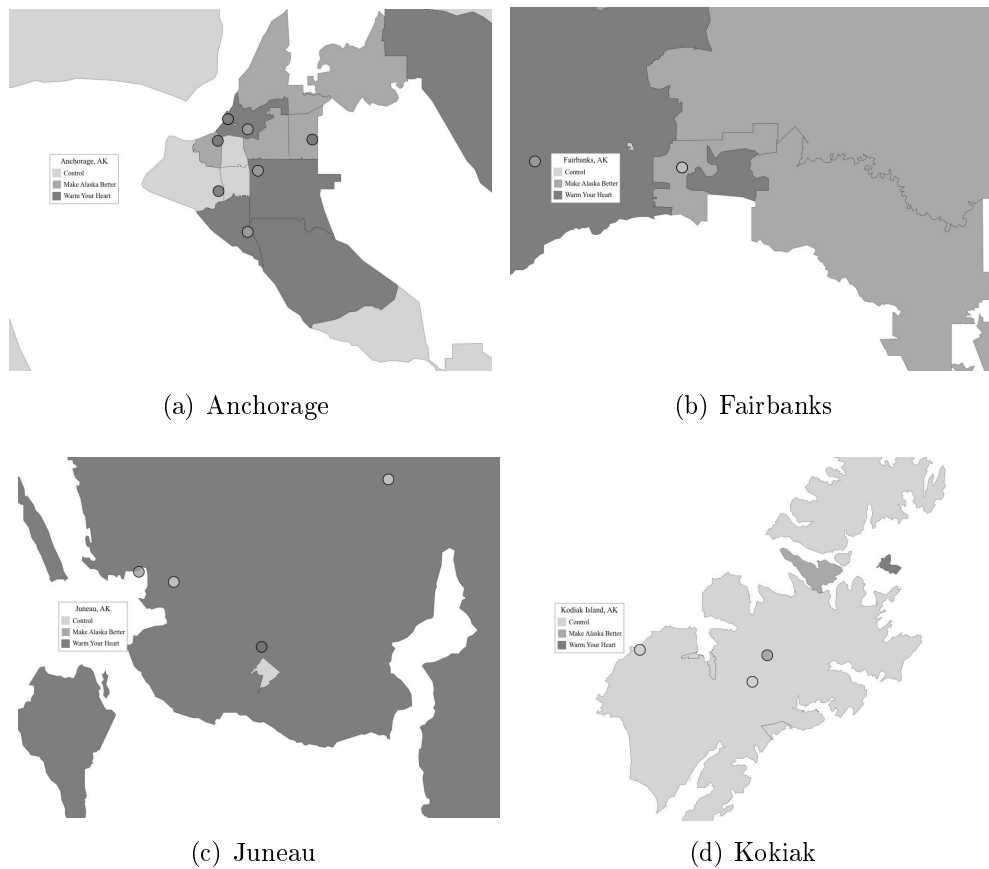 Anchorage, AK
Control
Make Alaska Better
Warm Your Heart
Fairbanks, AK
Control
Make Alaska Better
Warm Your Heart
(a) Anchorage
(b) Fairbanks
Juneau, AK
Control
Make Alaska Better
Warm Your Heart
Kodiak Island, AK
Control
Make Alaska Better
Warm Your Heart
(c) Juneau
(d) Kokiak